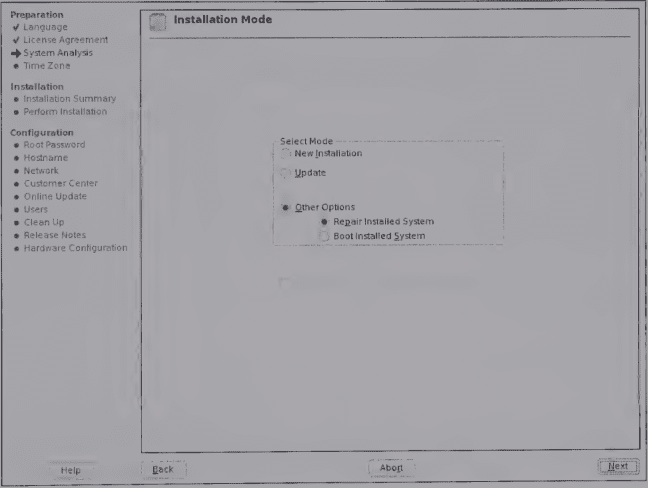 Preparation
Language
License Agreement
System Analysis
Time Zone
Installation
Installation Summary
Perform Installation
Configuration
Root Password
Hostname
Network
Customer Center
Online Update
Users
Clean Up
Release Notes
Hardware Configuration
Help
Installation Mode
Select Mode
New Installation
Update
Other Options
Repair Installed System
Boot Installed System
Back
Abort
Next